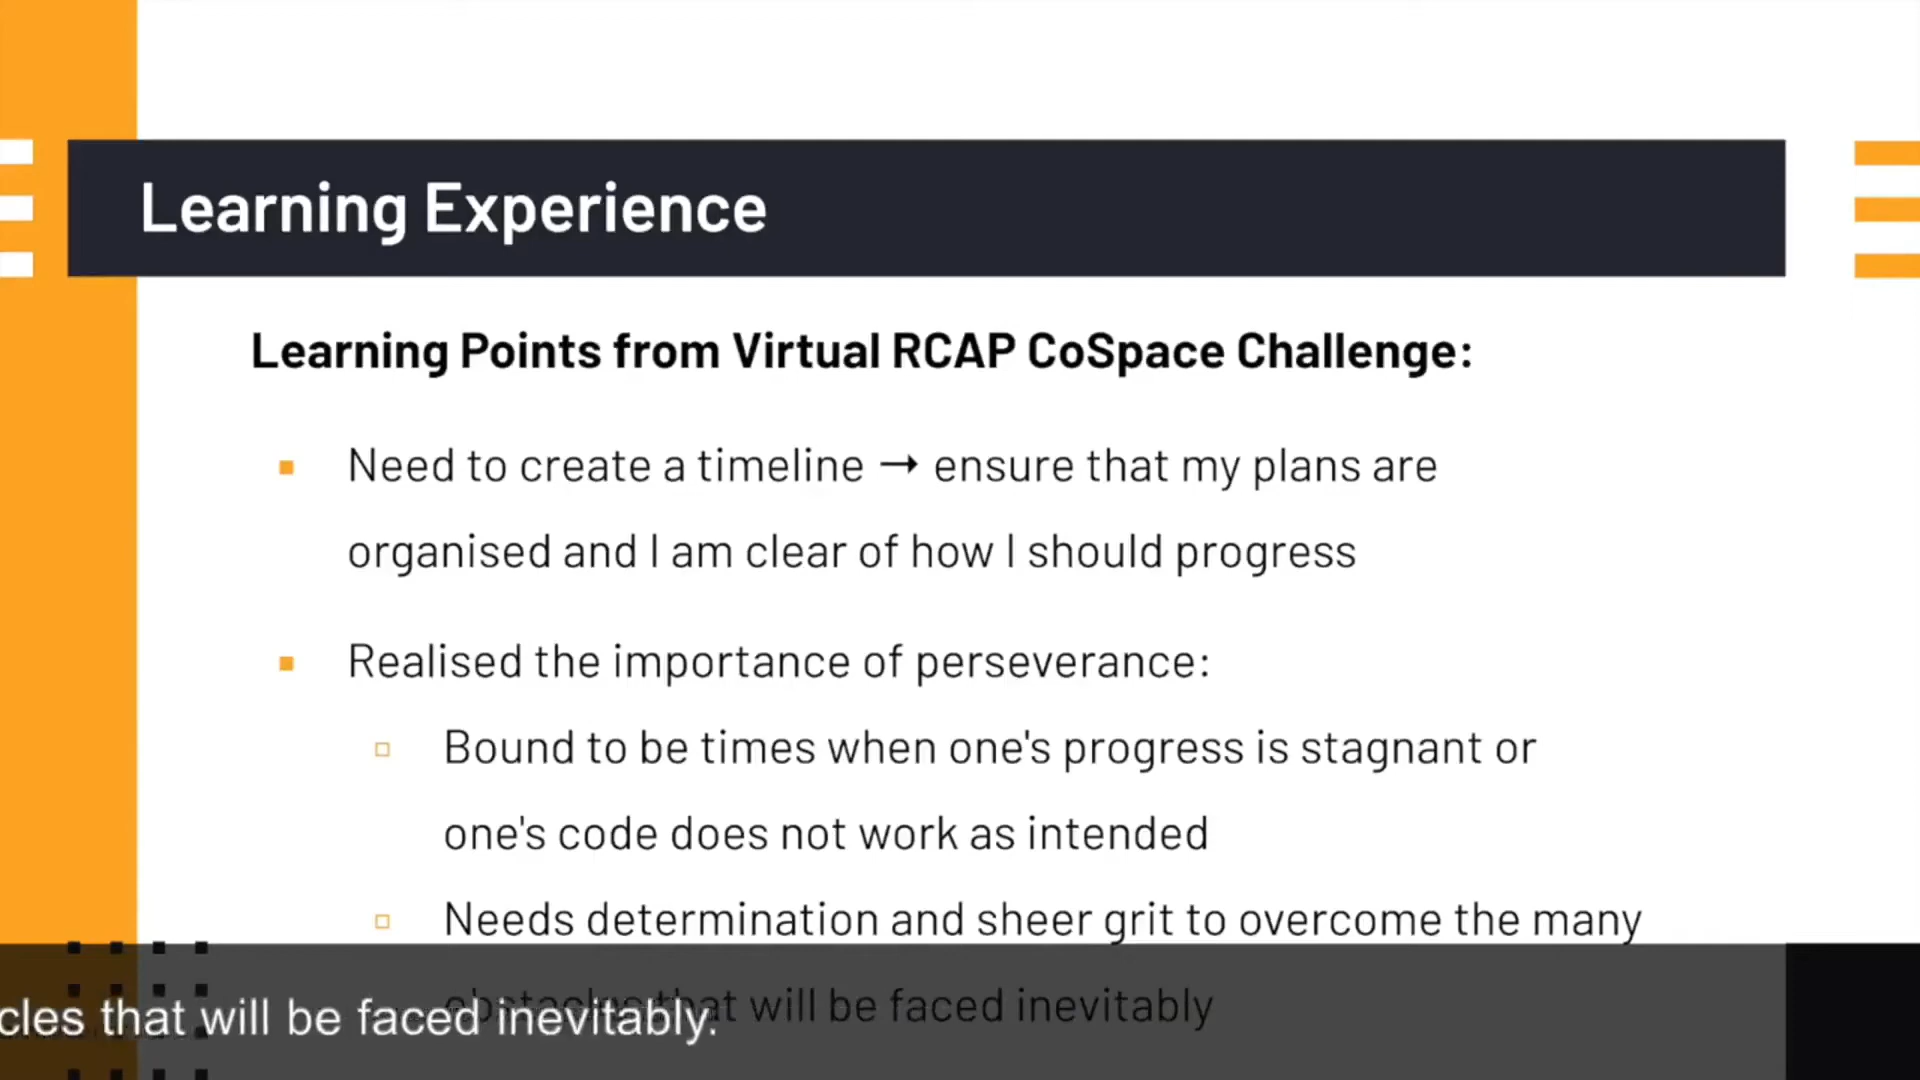 Learning Experience
Learning Points from Virtual RCAP CoSpace Challenge:
Need to create a timeline → ensure that my plans are
organised and I am clear of how I should progress
Realised the importance of perseverance:
Bound to be times when one's progress is stagnant or
one's code does not work as intended
Needs determination and sheer grit to overcome the many
obstacles that will be faced inevitably
cles that will be faced inevitably.